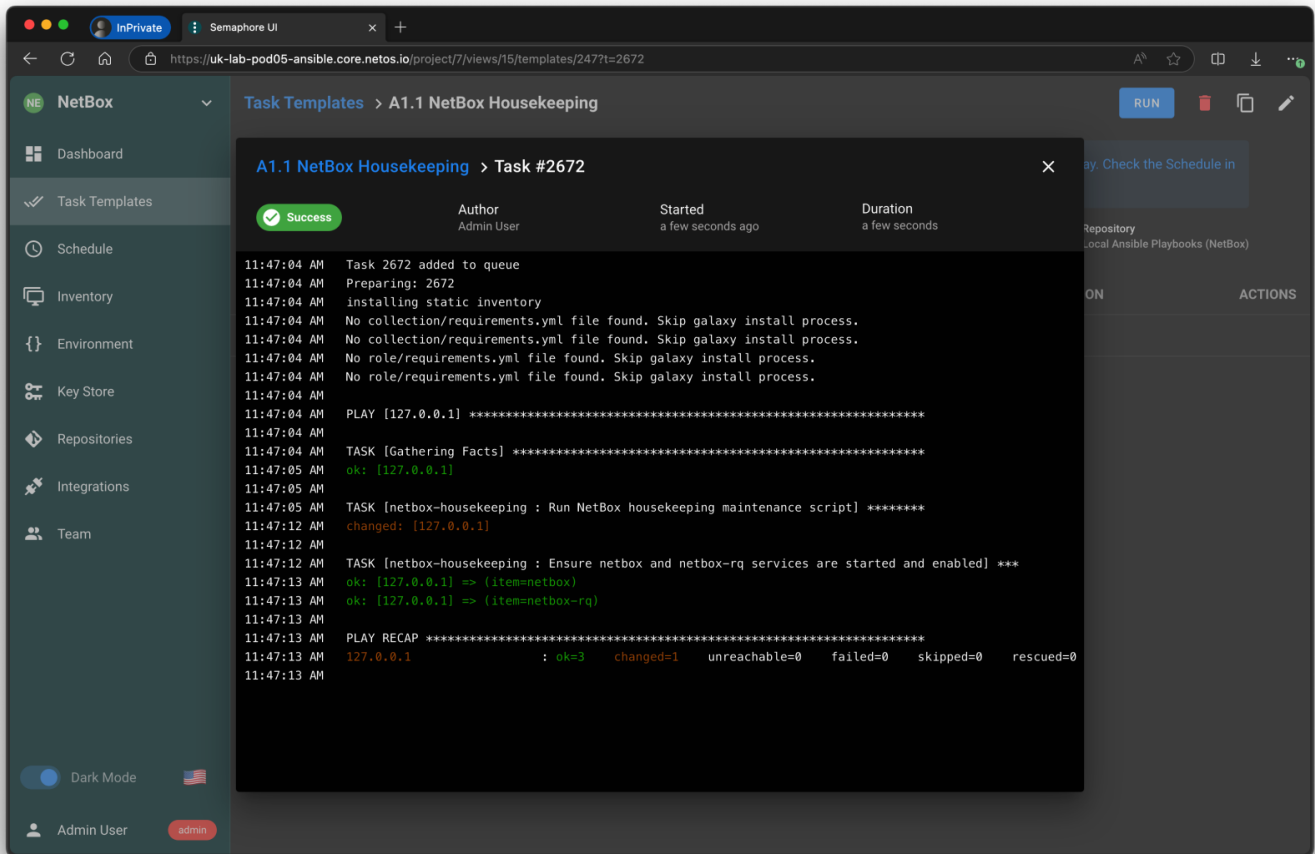 InPrivate
Semaphore UI
https://uk-lab-pod05-ansible.core.netos.io/project/7/views/15/templates/247?t=2672
NE NetBox
Task Templates > A1.1 NetBox Housekeeping
RUN
Dashboard
Task Templates
Schedule
Inventory
Environment
Key Store
Repositories
Integrations
Team
Dark Mode
Admin User admin
ay. Check the Schedule in
Repository
Local Ansible Playbooks (NetBox)
ON ACTIONS
A1.1 NetBox Housekeeping > Task #2672
Success
Author
Admin User
Started
a few seconds ago
Duration
a few seconds
11:47:04 AM Task 2672 added to queue
11:47:04 AM Preparing: 2672
11:47:04 AM installing static inventory
11:47:04 AM No collection/requirements.yml file found. Skip galaxy install process.
11:47:04 AM No collection/requirements.yml file found. Skip galaxy install process.
11:47:04 AM No role/requirements.yml file found. Skip galaxy install process.
11:47:04 AM No role/requirements.yml file found. Skip galaxy install process.
11:47:04 AM
11:47:04 AM PLAY [127.0.0.1] ***************************************************************
11:47:04 AM
11:47:04 AM TASK [Gathering Facts] *********************************************************
11:47:05 AM ok: [127.0.0.1]
11:47:05 AM
11:47:05 AM TASK [netbox-housekeeping : Run NetBox housekeeping maintenance script] ********
11:47:12 AM changed: [127.0.0.1]
11:47:12 AM
11:47:12 AM TASK [netbox-housekeeping : Ensure netbox and netbox-rq services are started and enabled] ***
11:47:13 AM ok: [127.0.0.1] => (item=netbox)
11:47:13 AM ok: [127.0.0.1] => (item=netbox-rq)
11:47:13 AM
11:47:13 AM PLAY RECAP *********************************************************************
11:47:13 AM 127.0.0.1 : ok=3 changed=1 unreachable=0 failed=0 skipped=0 rescued=0
11:47:13 AM